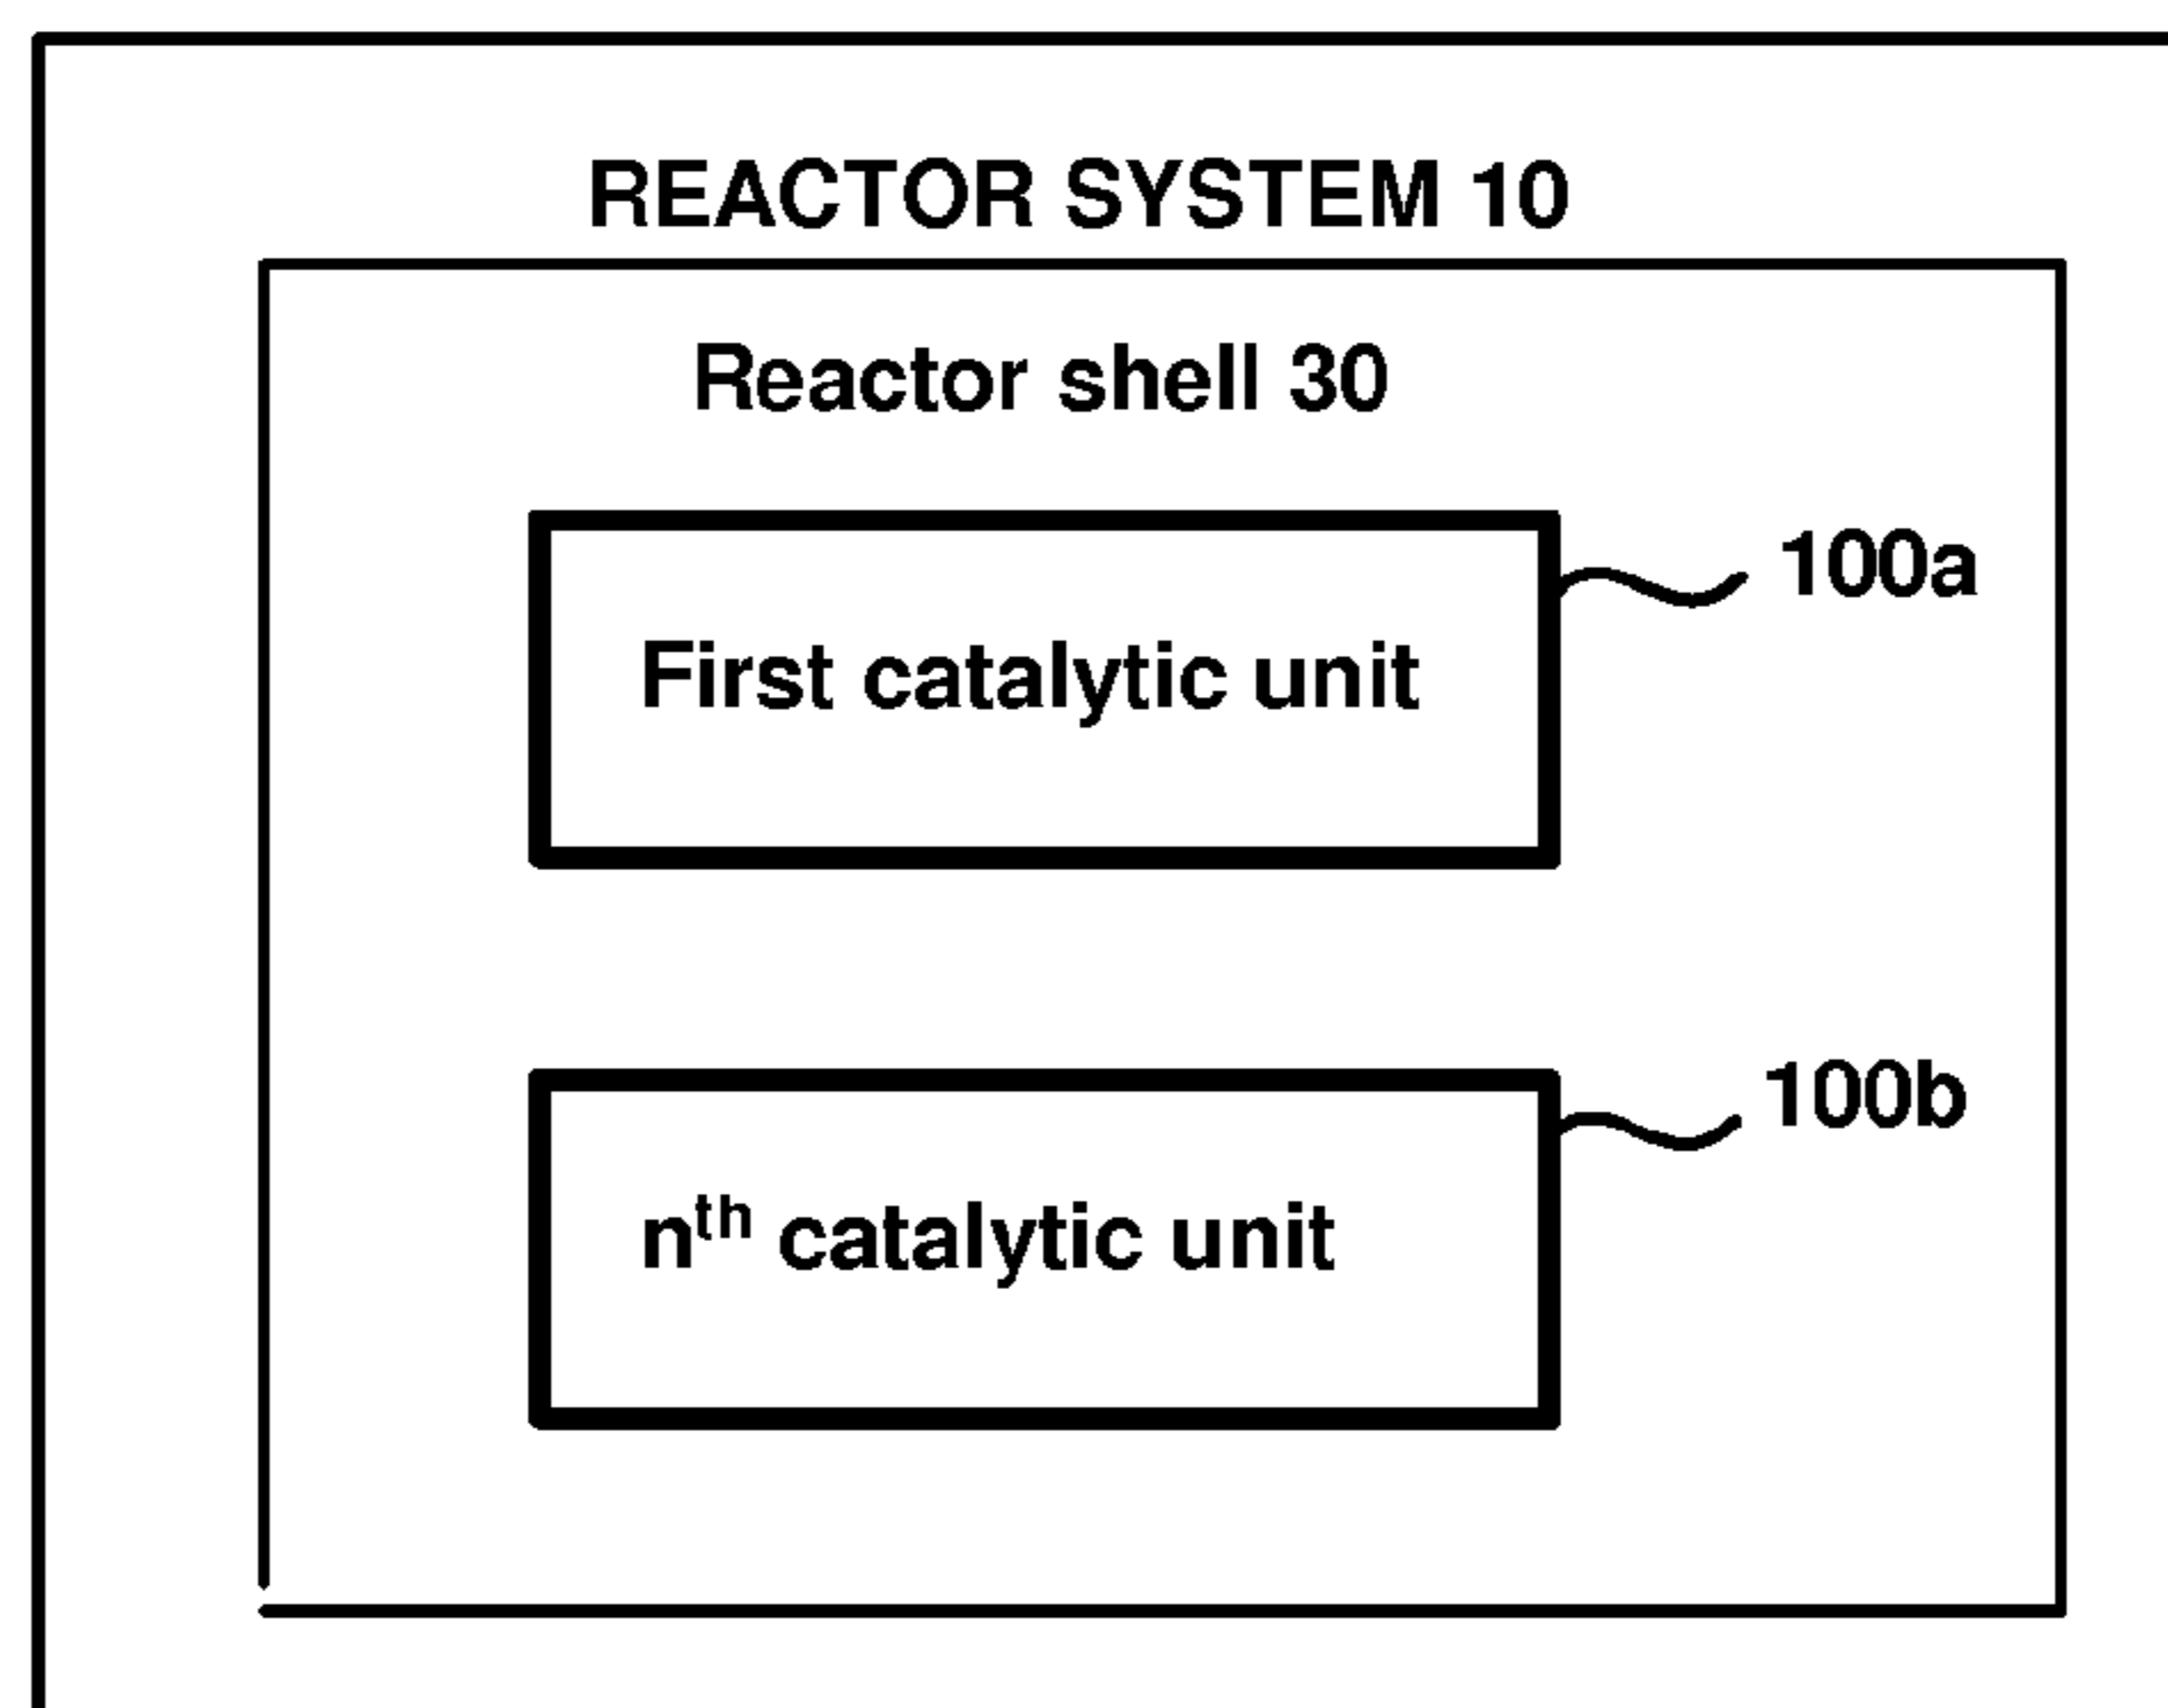 REACTOR SYSTEM 10
Reactor shell 30
100a
First catalytic unit
100b
nth catalytic unit